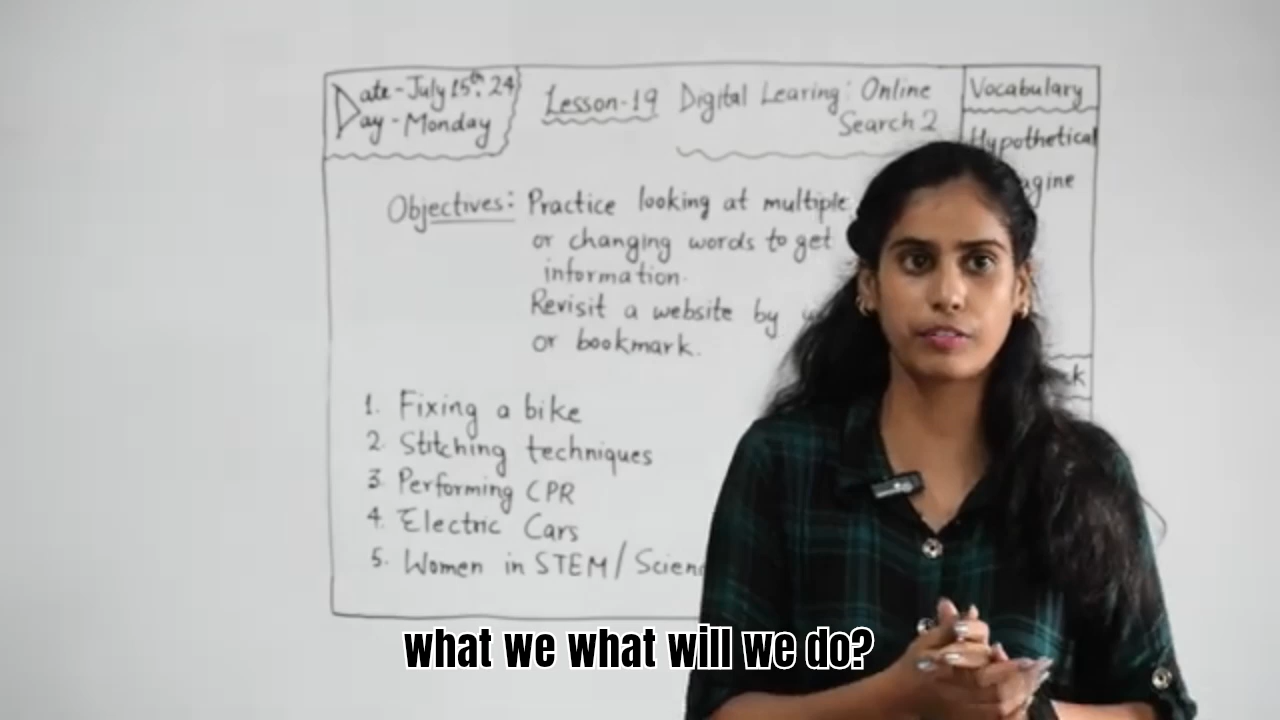 Date - July 15th, 24
Day - Monday
Lesson-19 Digital Learing: Online
Search 2
Vocabulary
Hypothetical
Objectives: Practice looking at multiple
or changing words to get
information.
Revisit a website by
or bookmark.
1. Fixing a bike
2. Stitching techniques
3. Performing CPR
4. Electric Cars
5. Women in STEM/
what we what will we do?